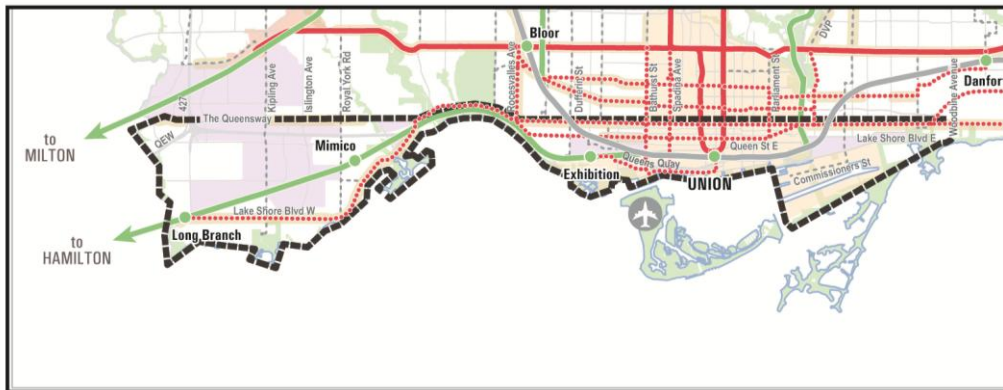 Bloor
DVP
Danfor
427
Kipling Ave
Islington Ave
Royal York Rd
Roncesvalles Ave
Dufferin St
Bathurst St
Spadina Ave
Parliament St
Woodbine Avenue
The Queensway
QEW
to
MILTON
Mimico
Queen St E
Lake Shore Blvd E
Queens Quay
Exhibition
UNION
Commissioners St
Lake Shore Blvd W
Long Branch
to
HAMILTON